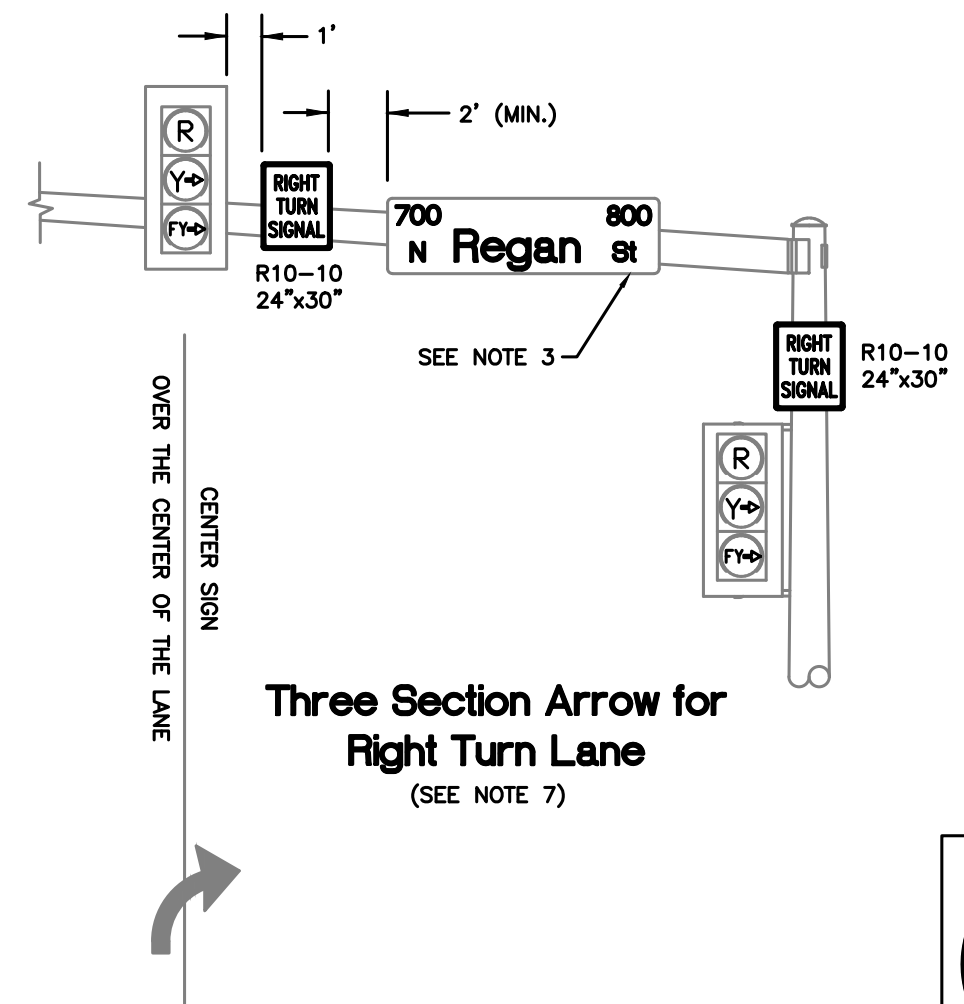 1'
2' (MIN.)
R
Y
FY
RIGHT
TURN
SIGNAL
R10-10
24"x30"
700 800
N Regan St
SEE NOTE 3
RIGHT
TURN
SIGNAL
R10-10
24"x30"
R
Y
FY
OVER THE CENTER OF THE LANE
CENTER SIGN
Three Section Arrow for
Right Turn Lane
(SEE NOTE 7)